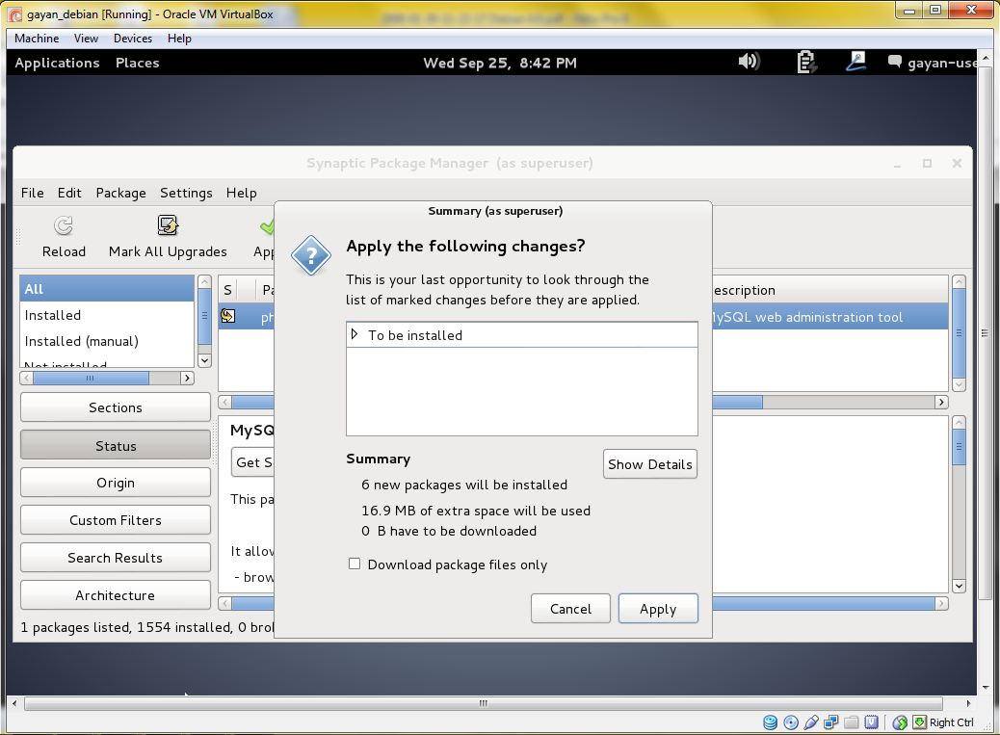 gayan_debian [Running] - Oracle VM VirtualBox
Machine View Devices Help
Applications Places Wed Sep 25, 8:42 PM gayan-use
Synaptic Package Manager (as superuser)
File Edit Package Settings Help
Summary (as superuser)
Reload Mark All Upgrades App
Apply the following changes?
This is your last opportunity to look through the
list of marked changes before they are applied.
All
Installed
Installed (manual)
Not installed
S Pa escription
ph MySQL web administration tool
To be installed
Sections
Status
Origin
Custom Filters
Search Results
Architecture
MySQ
Get S
This pa
It allow
- brow
Summary
Show Details
6 new packages will be installed
16.9 MB of extra space will be used
0 B have to be downloaded
Download package files only
Cancel Apply
1 packages listed, 1554 installed, 0 bro
Right Ctrl